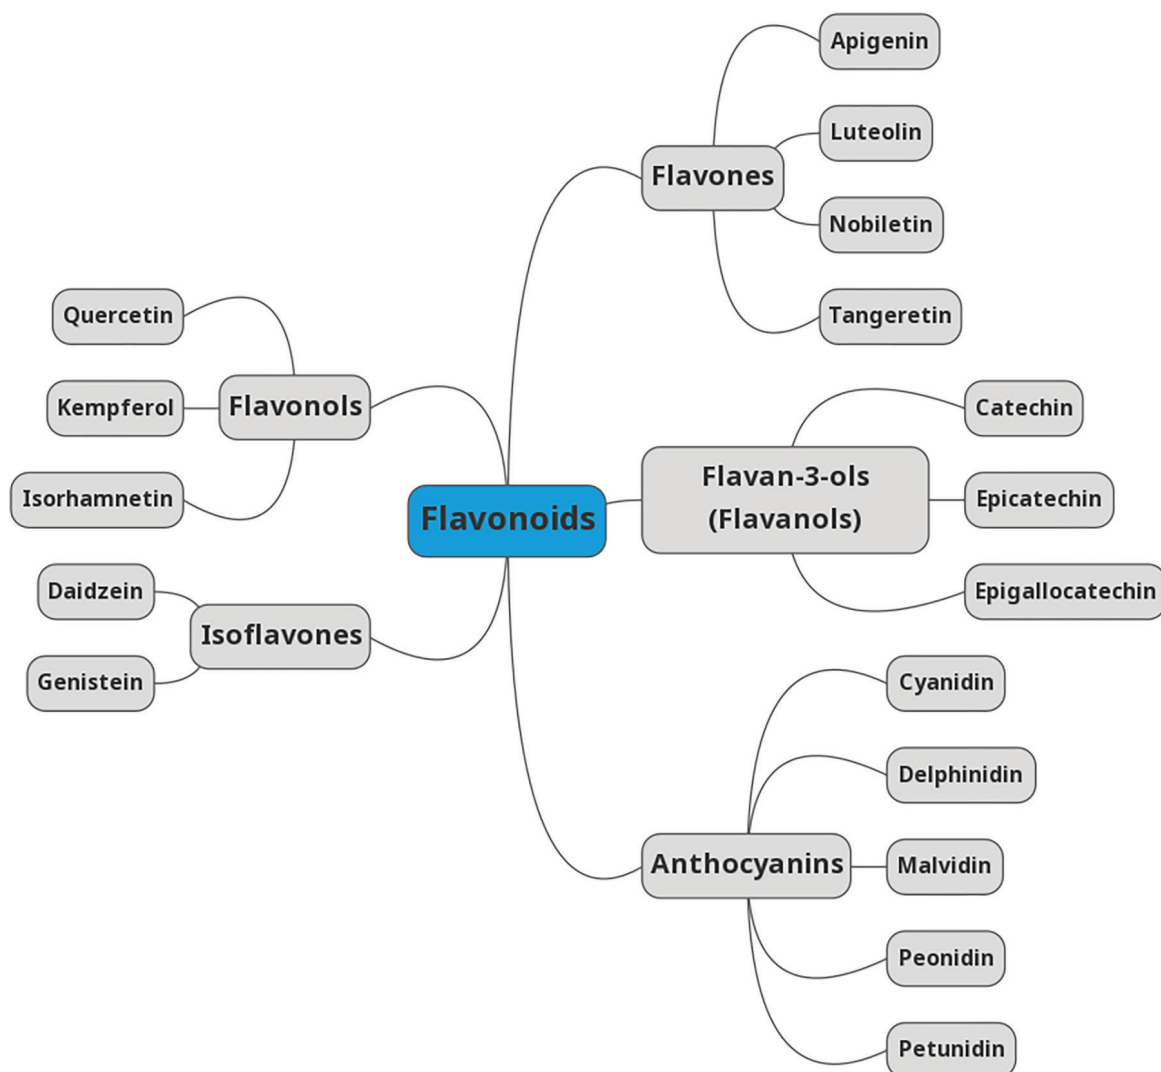 Flavonoids
Flavones
Apigenin
Luteolin
Nobiletin
Tangeretin
Flavan-3-ols
(Flavanols)
Catechin
Epicatechin
Epigallocatechin
Anthocyanins
Cyanidin
Delphinidin
Malvidin
Peonidin
Petunidin
Flavonols
Quercetin
Kempferol
Isorhamnetin
Isoflavones
Daidzein
Genistein